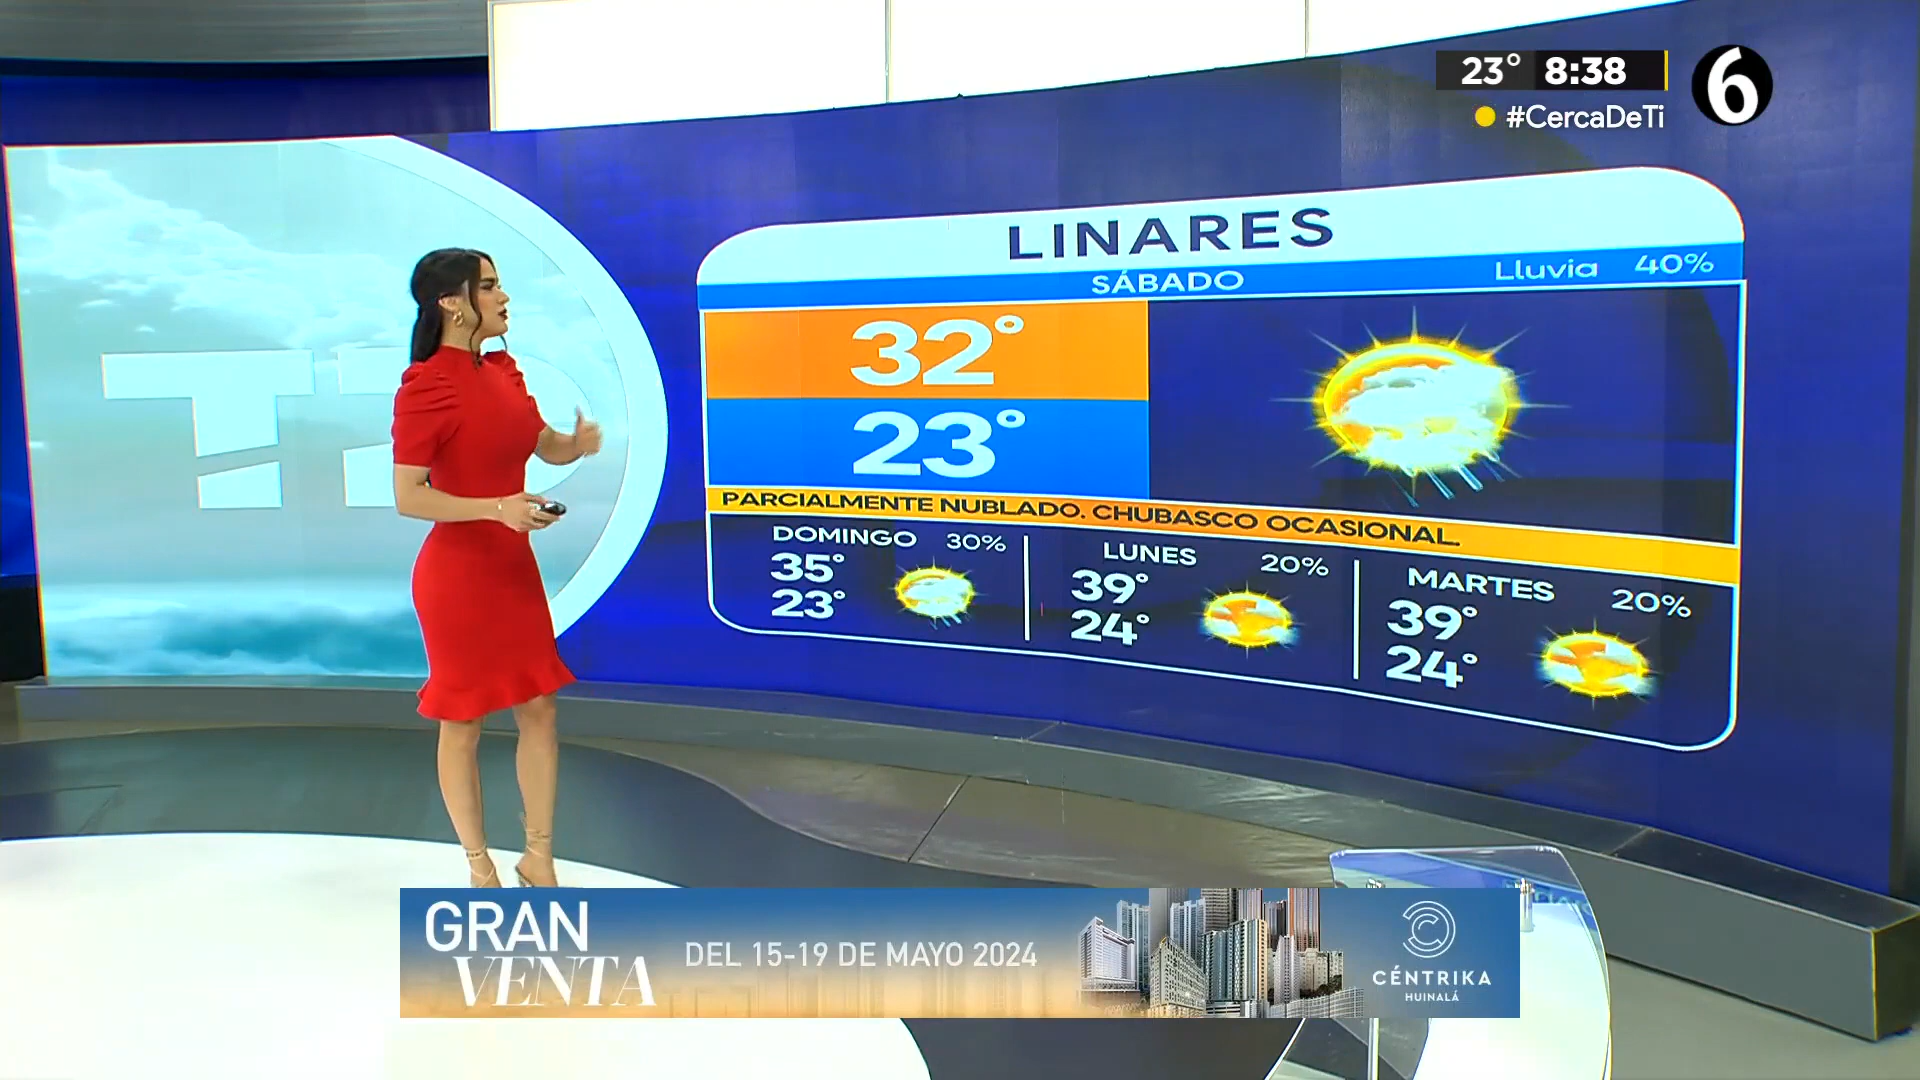 23° 8:38
#CercaDeTi
6
LINARES
SÁBADO
Lluvia 40%
32°
23°
PARCIALMENTE NUBLADO. CHUBASCO OCASIONAL.
DOMINGO 30%
35°
23°
LUNES 20%
39°
24°
MARTES 20%
39°
24°
GRAN
VENTA
DEL 15-19 DE MAYO 2024
CÉNTRIKA
HUINALÁ